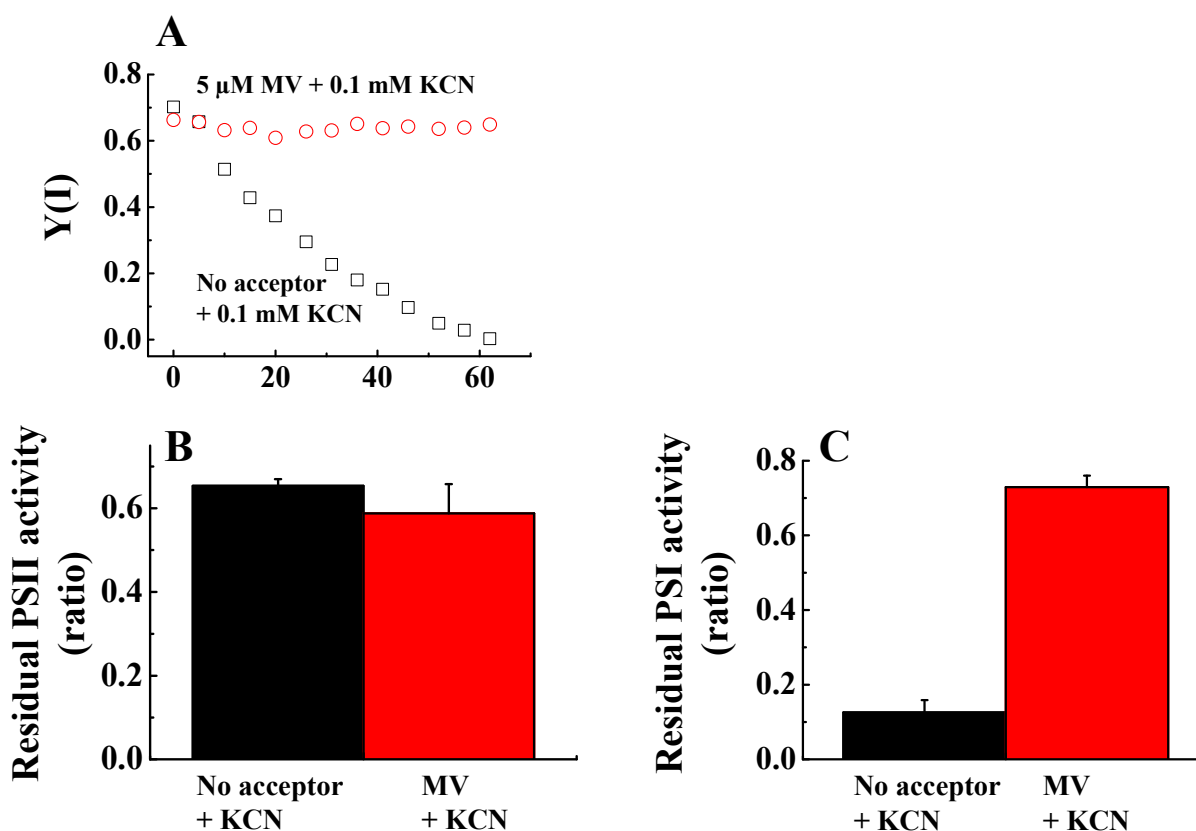 A
5 µM MV + 0.1 mM KCN
0.8
0.6
0.4
0.2
0.0
Y(I)
No acceptor
+ 0.1 mM KCN
0
20
40
60
B
Residual PSII activity
(ratio)
0.6
0.4
0.2
0.0
No acceptor
+ KCN
MV
+ KCN
C
Residual PSI activity
(ratio)
0.8
0.6
0.4
0.2
0.0
No acceptor
+ KCN
MV
+ KCN